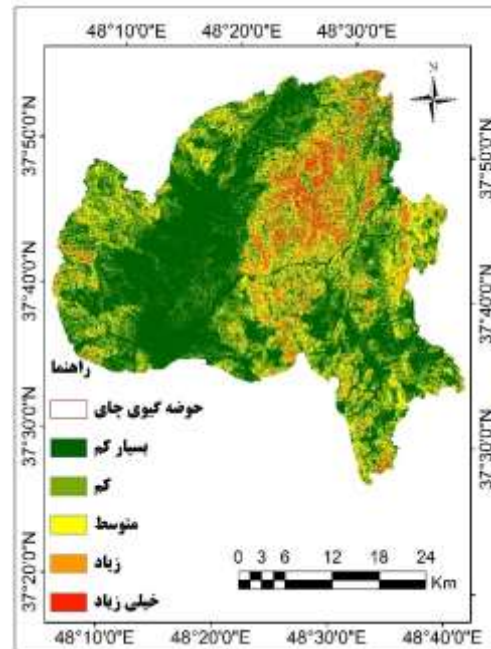 48°10'0"E 48°20'0"E 48°30'0"E
37°50'0"N
37°40'0"N
37°30'0"N
37°20'0"N
37°50'0"N
37°40'0"N
37°30'0"N
N
راهنما
حوضه گیوی چای
بسیار کم
کم
متوسط
زیاد
خیلی زیاد
0 3 6 12 18 24
Km
48°10'0"E 48°20'0"E 48°30'0"E 48°40'0"E